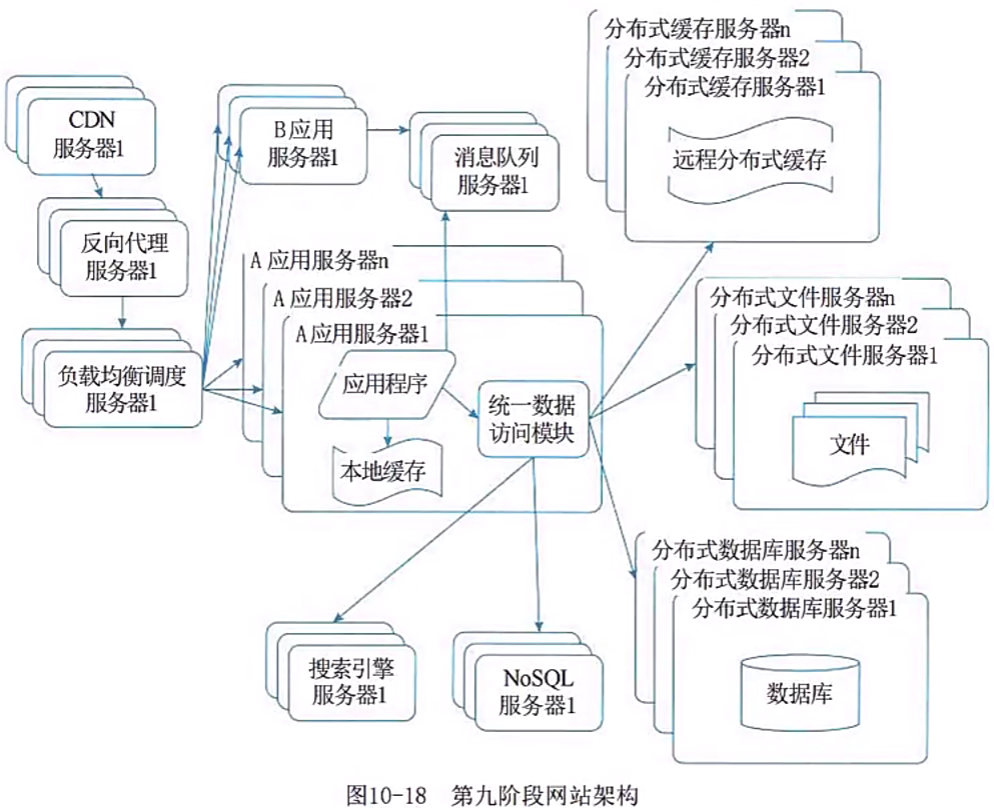 CDN
服务器1
反向代理
服务器1
负载均衡调度
服务器1
B应用
服务器1
消息队列
服务器1
A 应用服务器n
A 应用服务器2
A应用服务器1
应用程序
本地缓存
统一数据
访问模块
分布式缓存服务器n
分布式缓存服务器2
分布式缓存服务器1
远程分布式缓存
分布式文件服务器n
分布式文件服务器2
分布式文件服务器1
文件
分布式数据库服务器n
分布式数据库服务器2
分布式数据库服务器1
数据库
搜索引擎
服务器1
NoSQL
服务器1
图10-18 第九阶段网站架构